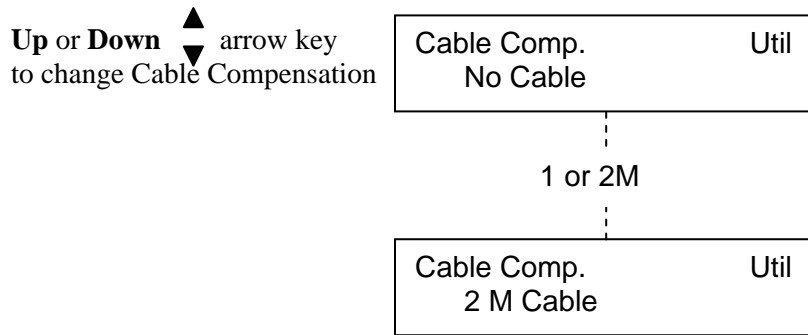 Up or Down arrow key
to change Cable Compensation
Cable Comp. Util
No Cable
1 or 2M
Cable Comp. Util
2 M Cable